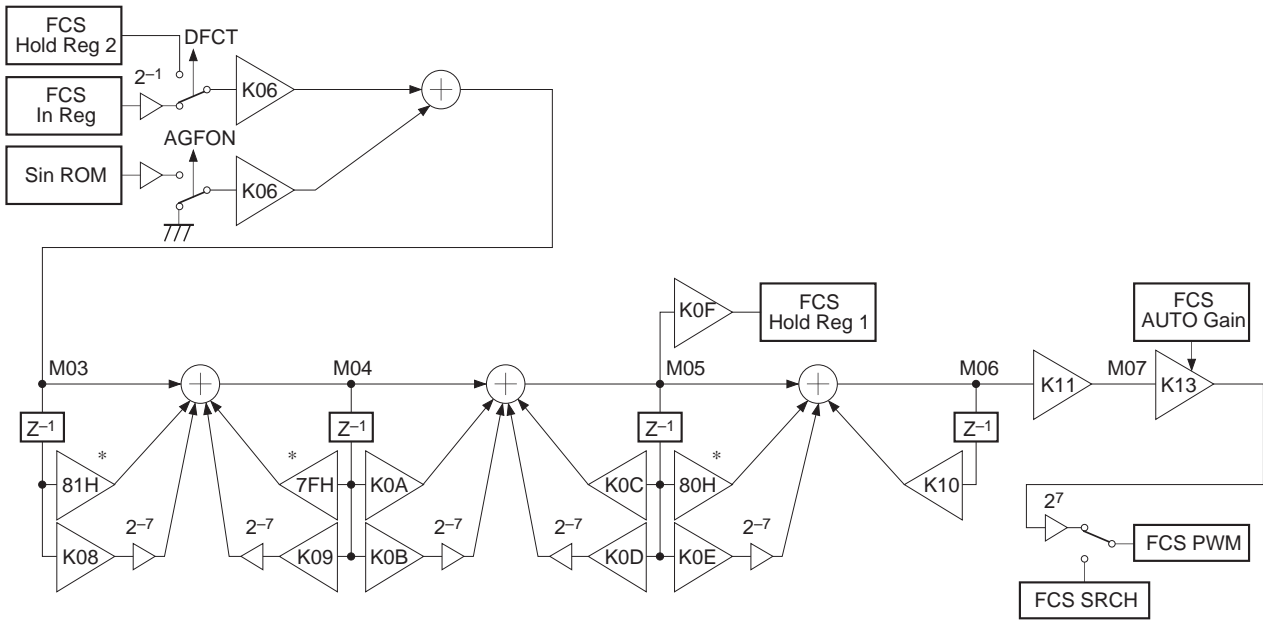 FCS
Hold Reg 2
DFCT
2–1
K06
FCS
In Reg
AGFON
Sin ROM
K06
K0F
FCS
Hold Reg 1
FCS
AUTO Gain
M03
M04
M05
M06
K11
M07
K13
Z–1
Z–1
Z–1
Z–1
81H
*
*
7FH
K0A
K0C
80H
*
K10
K08
2–7
2–7
K09
K0B
2–7
2–7
K0D
K0E
2–7
27
FCS PWM
FCS SRCH